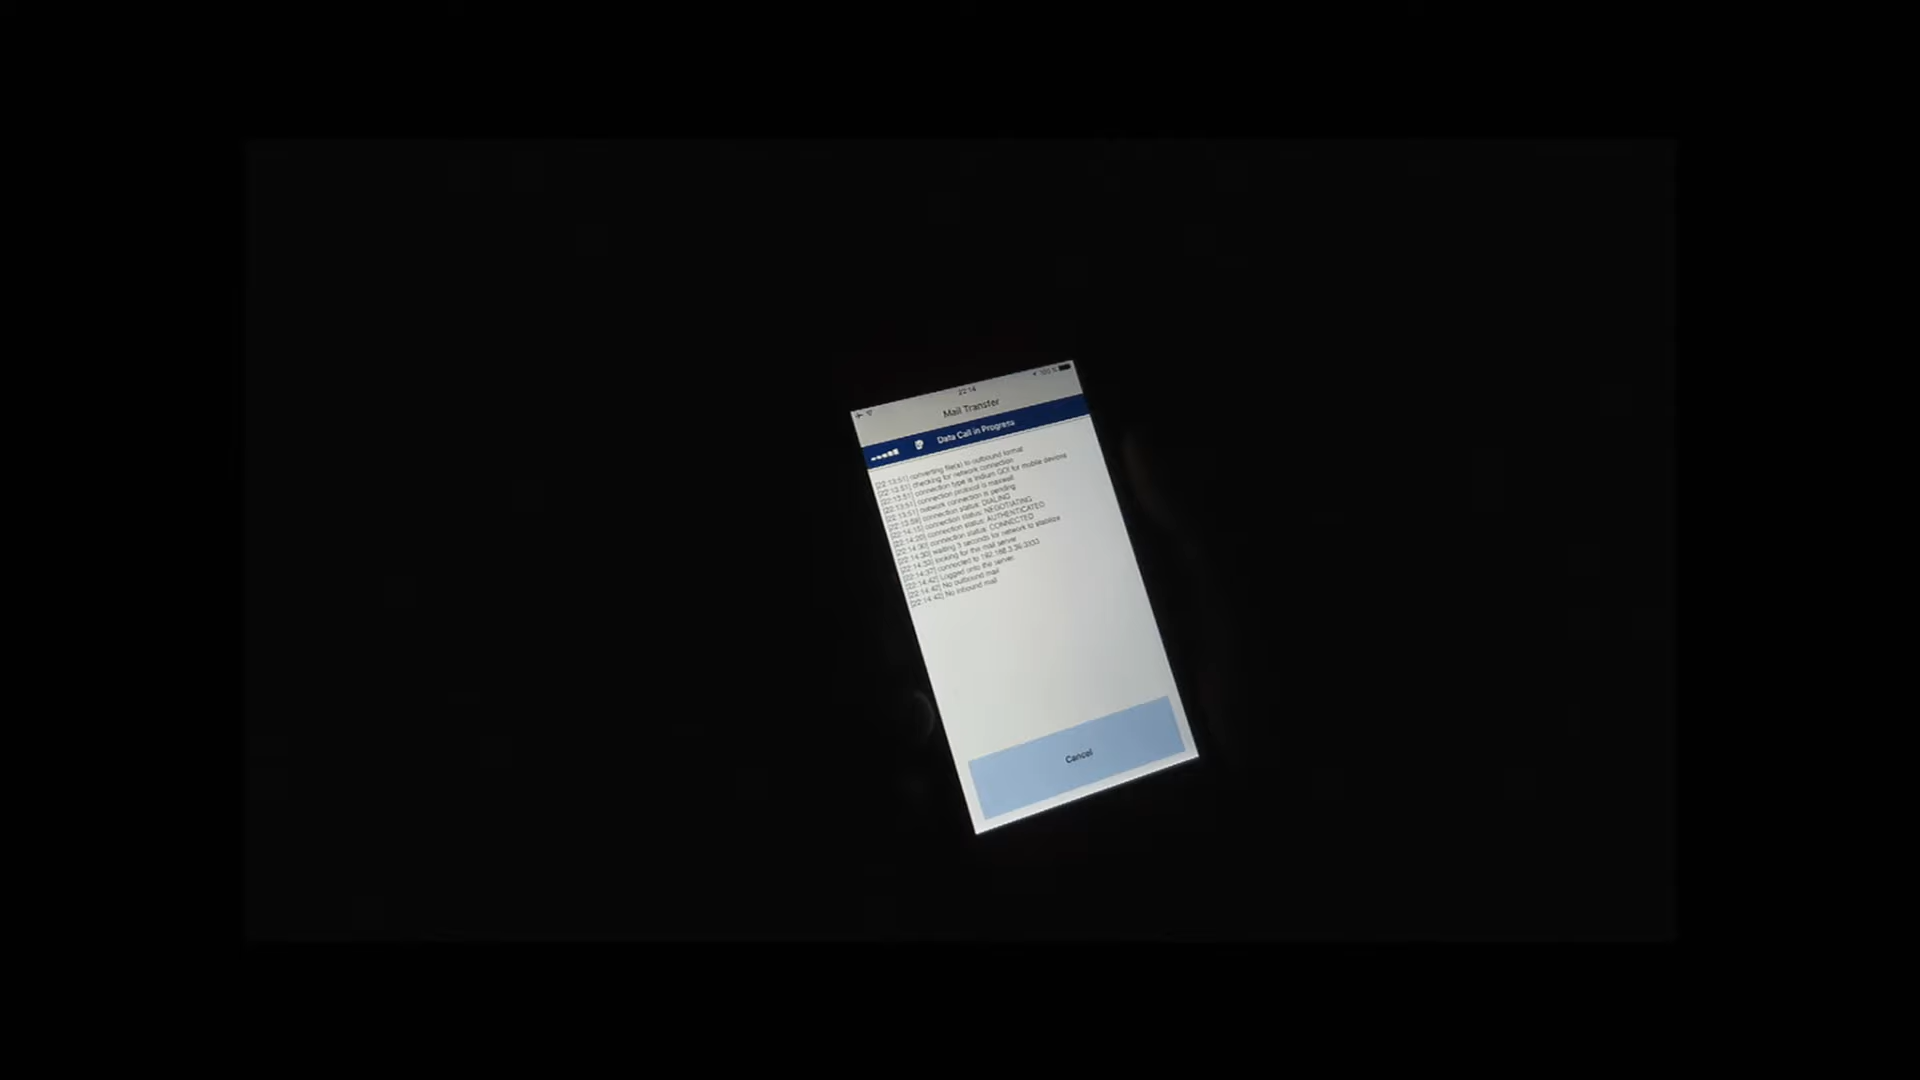 22:14
100 %
Mail Transfer
Data Call in Progress
[22:13:51] converting file(s) to outbound format
[22:13:51] checking for network connection
[22:13:51] connection type is Iridium GO! for mobile devices
[22:13:51] connection protocol is maxwell
[22:13:51] network connection is pending
[22:13:59] connection status: DIALING
[22:14:15] connection status: NEGOTIATING
[22:14:20] connection status: AUTHENTICATED
[22:14:30] connection status: CONNECTED
[22:14:30] waiting 3 seconds for network to stabilize
[22:14:33] looking for the mail server
[22:14:37] connected to 192.168.3.36:3333
[22:14:42] Logged onto the server.
[22:14:42] No outbound mail
[22:14:42] No inbound mail
Cancel